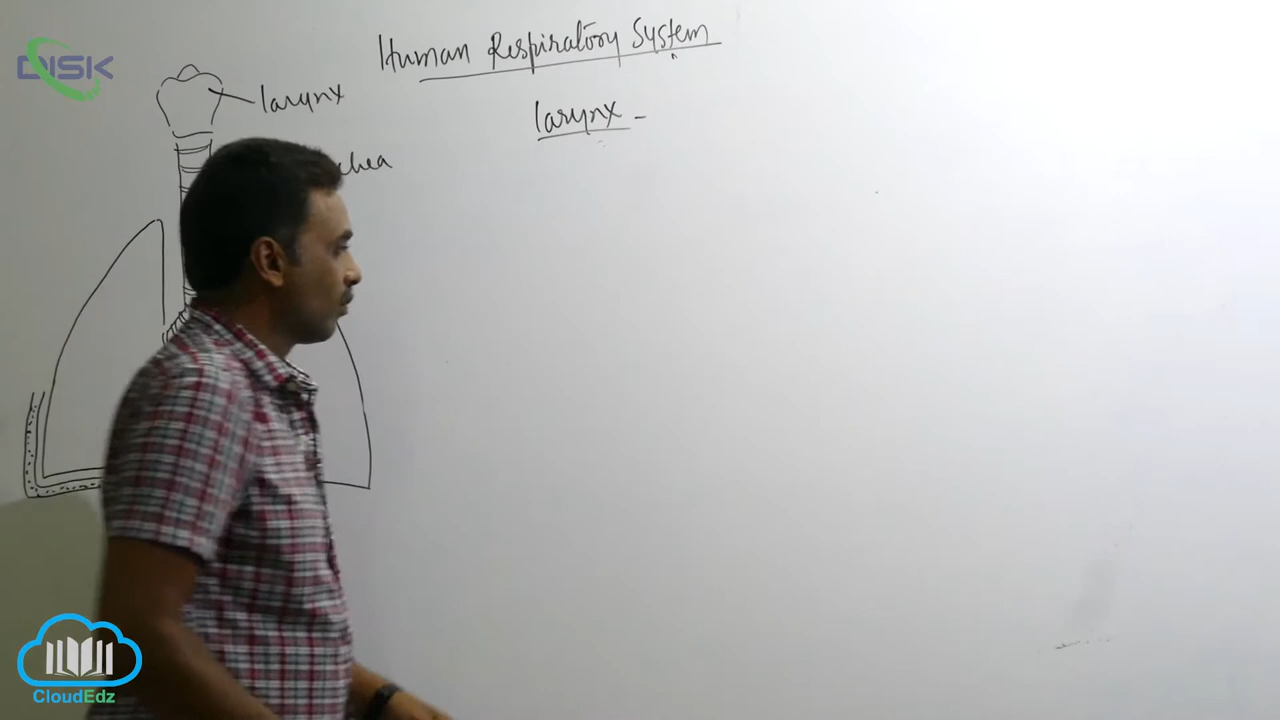 DISK
Human Respiratory System
larynx
larynx -
CloudEdz